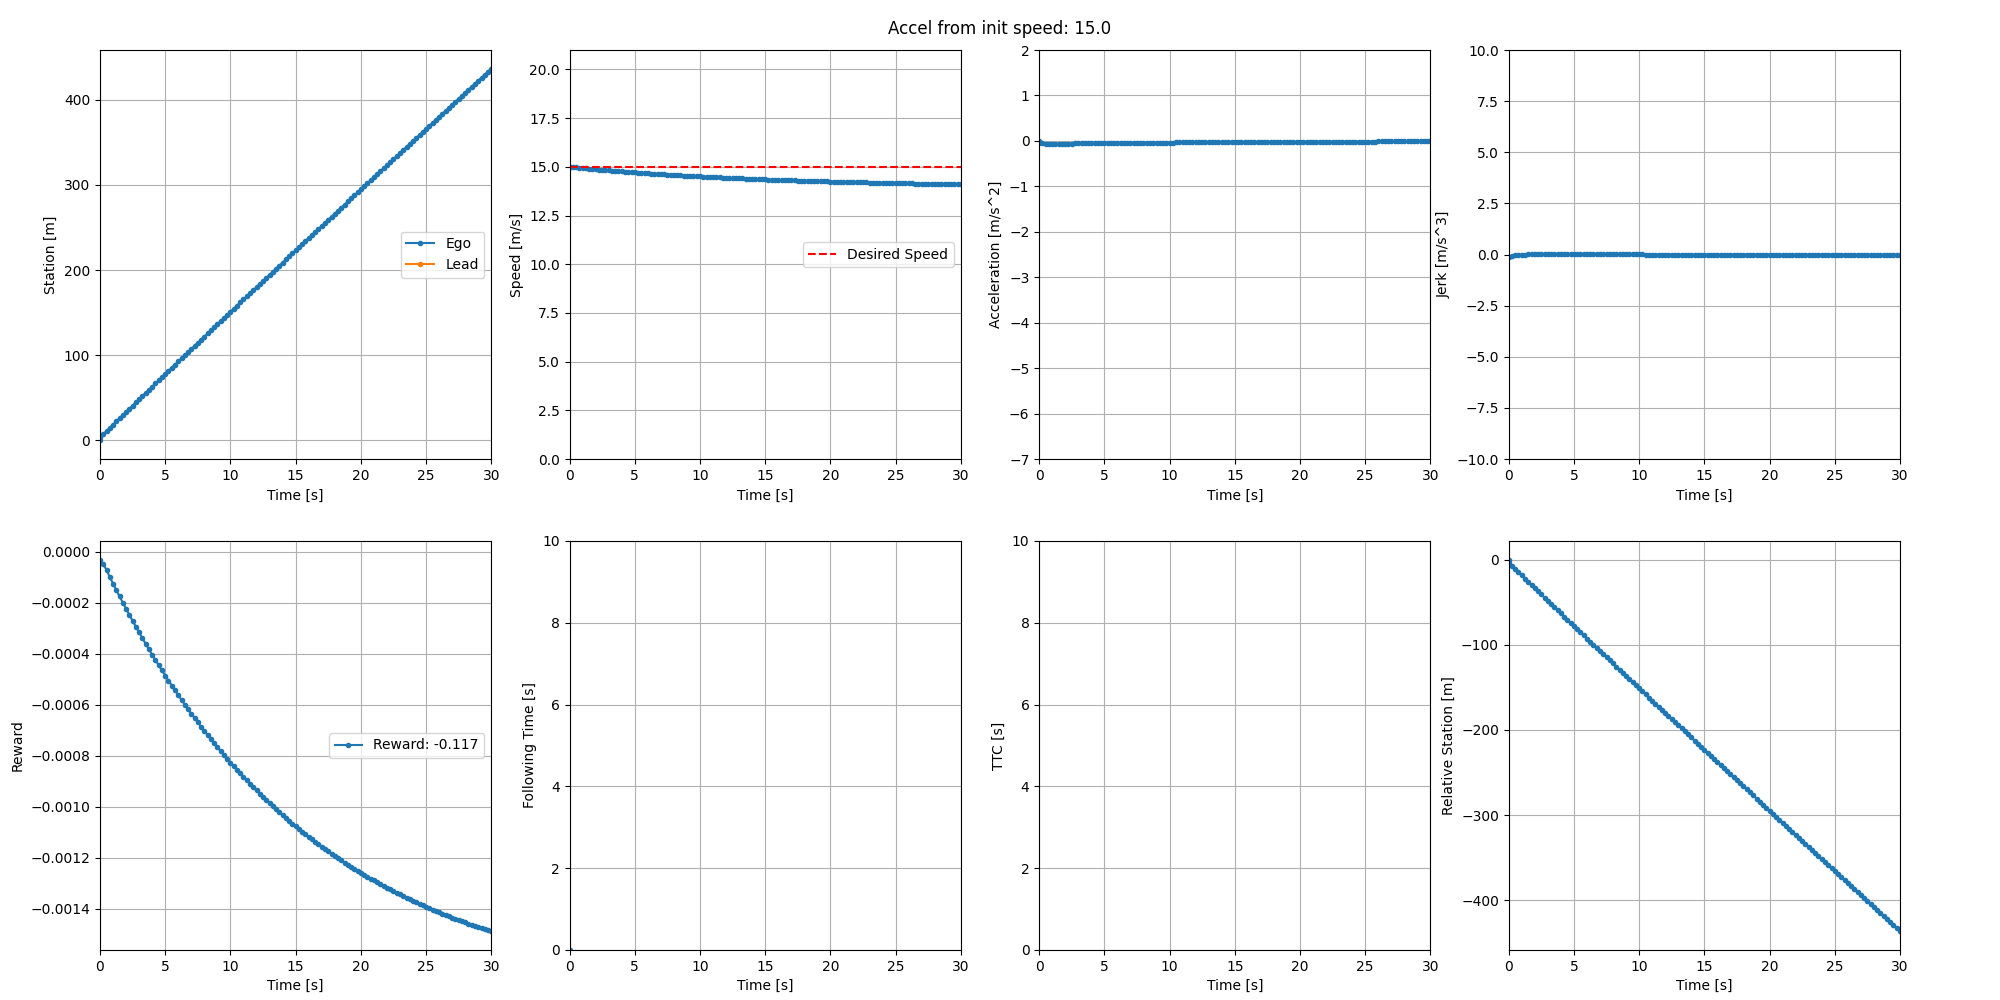 Accel from init speed: 15.0
400
300
200
100
0
Station [m]
0 5 10 15 20 25 30
Time [s]
Ego
Lead
20.0
17.5
15.0
12.5
10.0
7.5
5.0
2.5
0.0
Speed [m/s]
0 5 10 15 20 25 30
Time [s]
Desired Speed
2
1
0
−1
−2
−3
−4
−5
−6
−7
Acceleration [m/s^2]
0 5 10 15 20 25 30
Time [s]
10.0
7.5
5.0
2.5
0.0
−2.5
−5.0
−7.5
−10.0
Jerk [m/s^3]
0 5 10 15 20 25 30
Time [s]
0.0000
−0.0002
−0.0004
−0.0006
−0.0008
−0.0010
−0.0012
−0.0014
Reward
0 5 10 15 20 25 30
Time [s]
Reward: -0.117
10
8
6
4
2
0
Following Time [s]
0 5 10 15 20 25 30
Time [s]
10
8
6
4
2
0
TTC [s]
0 5 10 15 20 25 30
Time [s]
0
−100
−200
−300
−400
Relative Station [m]
0 5 10 15 20 25 30
Time [s]